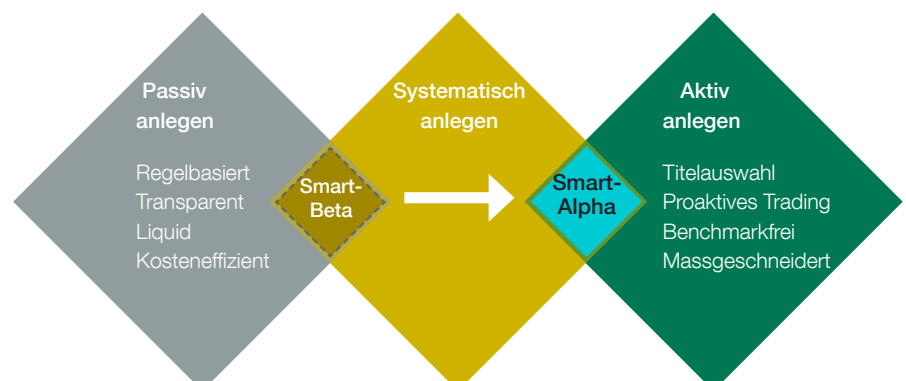 Passiv
anlegen
Regelbasiert
Transparent
Liquid
Kosteneffizient
Smart-
Beta
Systematisch
anlegen
Smart-
Alpha
Aktiv
anlegen
Titelauswahl
Proaktives Trading
Benchmarkfrei
Massgeschneidert